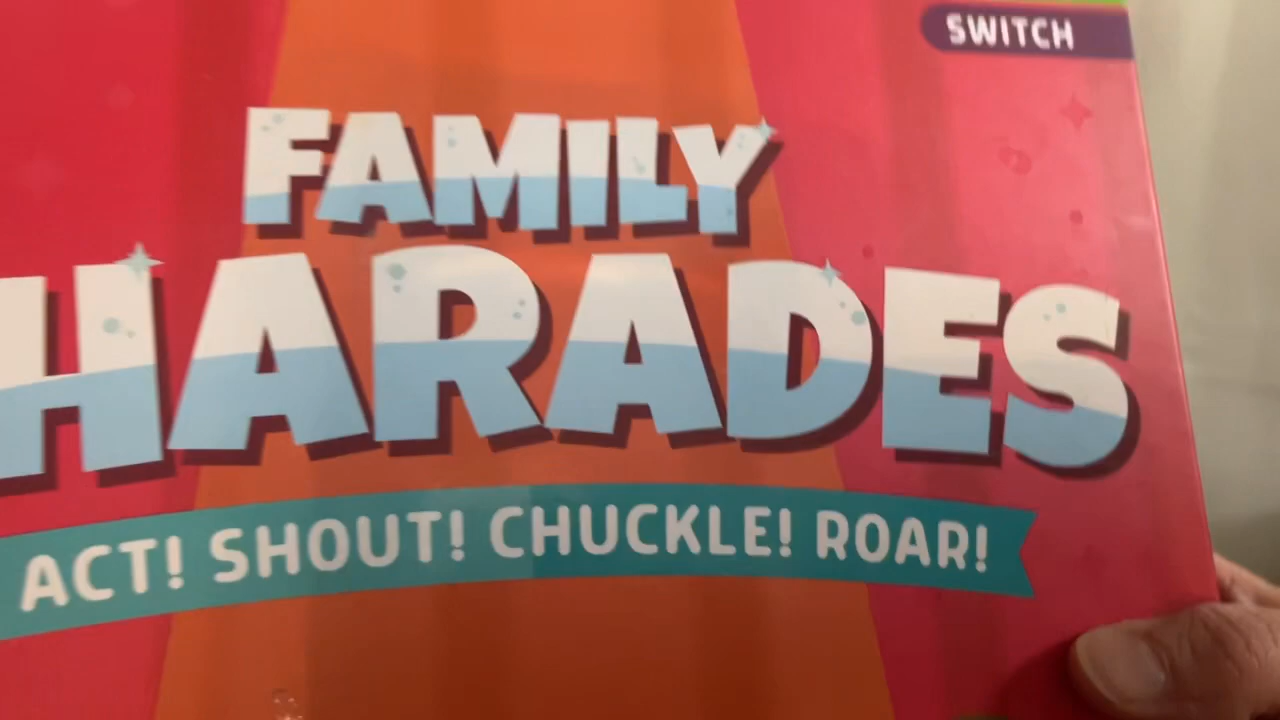 SWITCH
FAMILY
HARADES
ACT! SHOUT! CHUCKLE! ROAR!